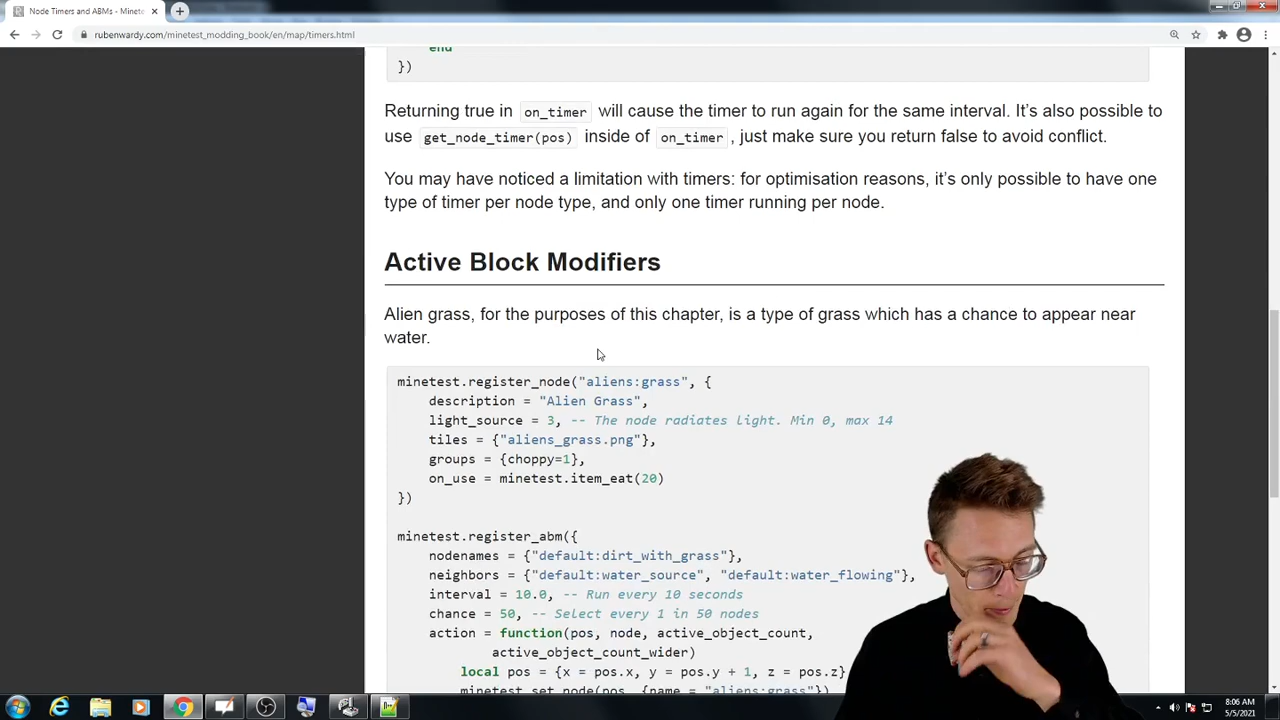 Node Timers and ABMs - Minete
rubenwardy.com/minetest_modding_book/en/map/timers.html
end
})
Returning true in on_timer will cause the timer to run again for the same interval. It’s also possible to
use get_node_timer(pos) inside of on_timer, just make sure you return false to avoid conflict.
You may have noticed a limitation with timers: for optimisation reasons, it’s only possible to have one
type of timer per node type, and only one timer running per node.
Active Block Modifiers
Alien grass, for the purposes of this chapter, is a type of grass which has a chance to appear near
water.
minetest.register_node("aliens:grass", {
description = "Alien Grass",
light_source = 3, -- The node radiates light. Min 0, max 14
tiles = {"aliens_grass.png"},
groups = {choppy=1},
on_use = minetest.item_eat(20)
})
minetest.register_abm({
nodenames = {"default:dirt_with_grass"},
neighbors = {"default:water_source", "default:water_flowing"},
interval = 10.0, -- Run every 10 seconds
chance = 50, -- Select every 1 in 50 nodes
action = function(pos, node, active_object_count,
active_object_count_wider)
local pos = {x = pos.x, y = pos.y + 1, z = pos.z}
minetest.set_node(pos, {name = "aliens:grass"})
8:06 AM
5/5/2021